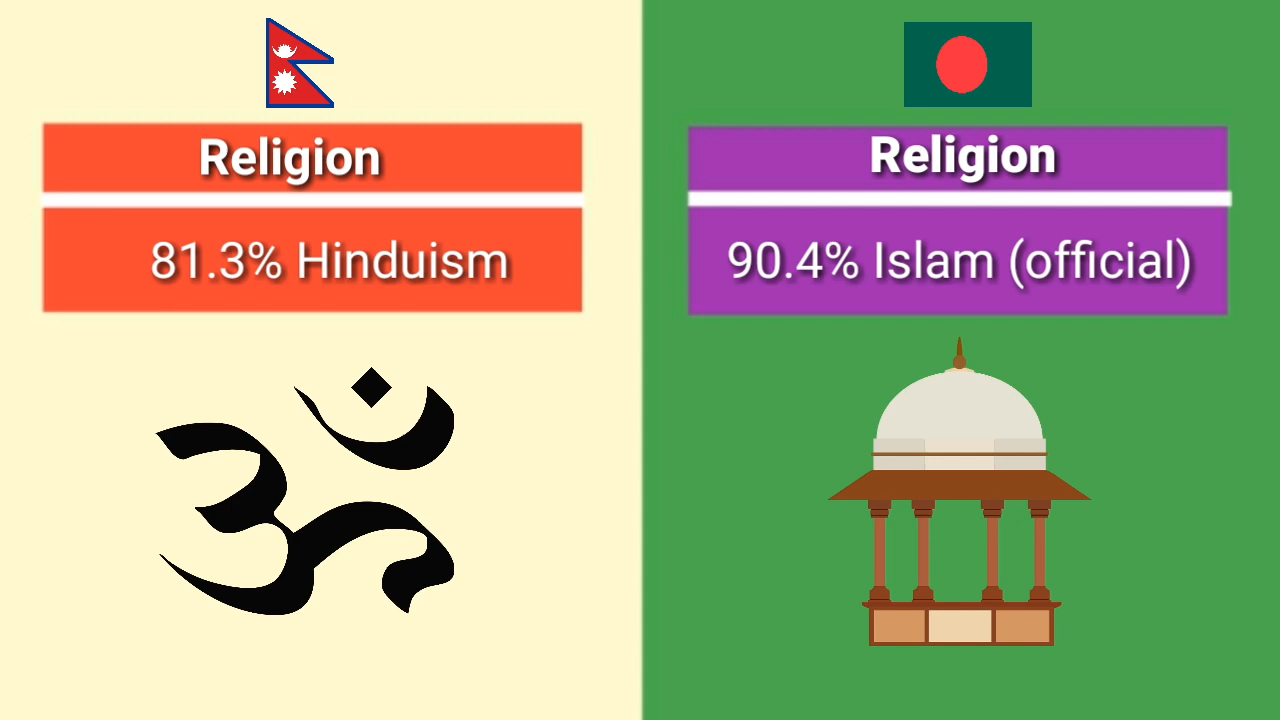 Religion
81.3% Hinduism
Religion
90.4% Islam (official)
ॐ